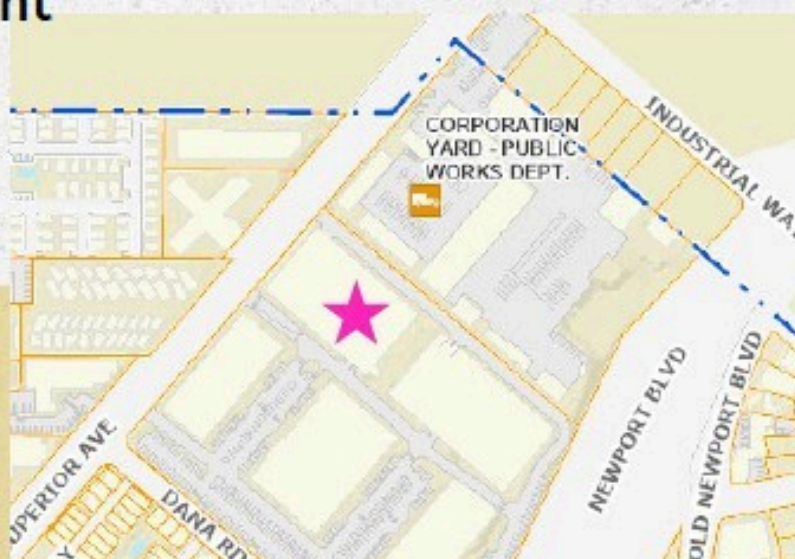 CORPORATION
YARD - PUBLIC
WORKS DEPT.
INDUSTRIAL WA
NEWPORT BLVD
OLD NEWPORT BLVD
UPERIOR AVE
DANA RD